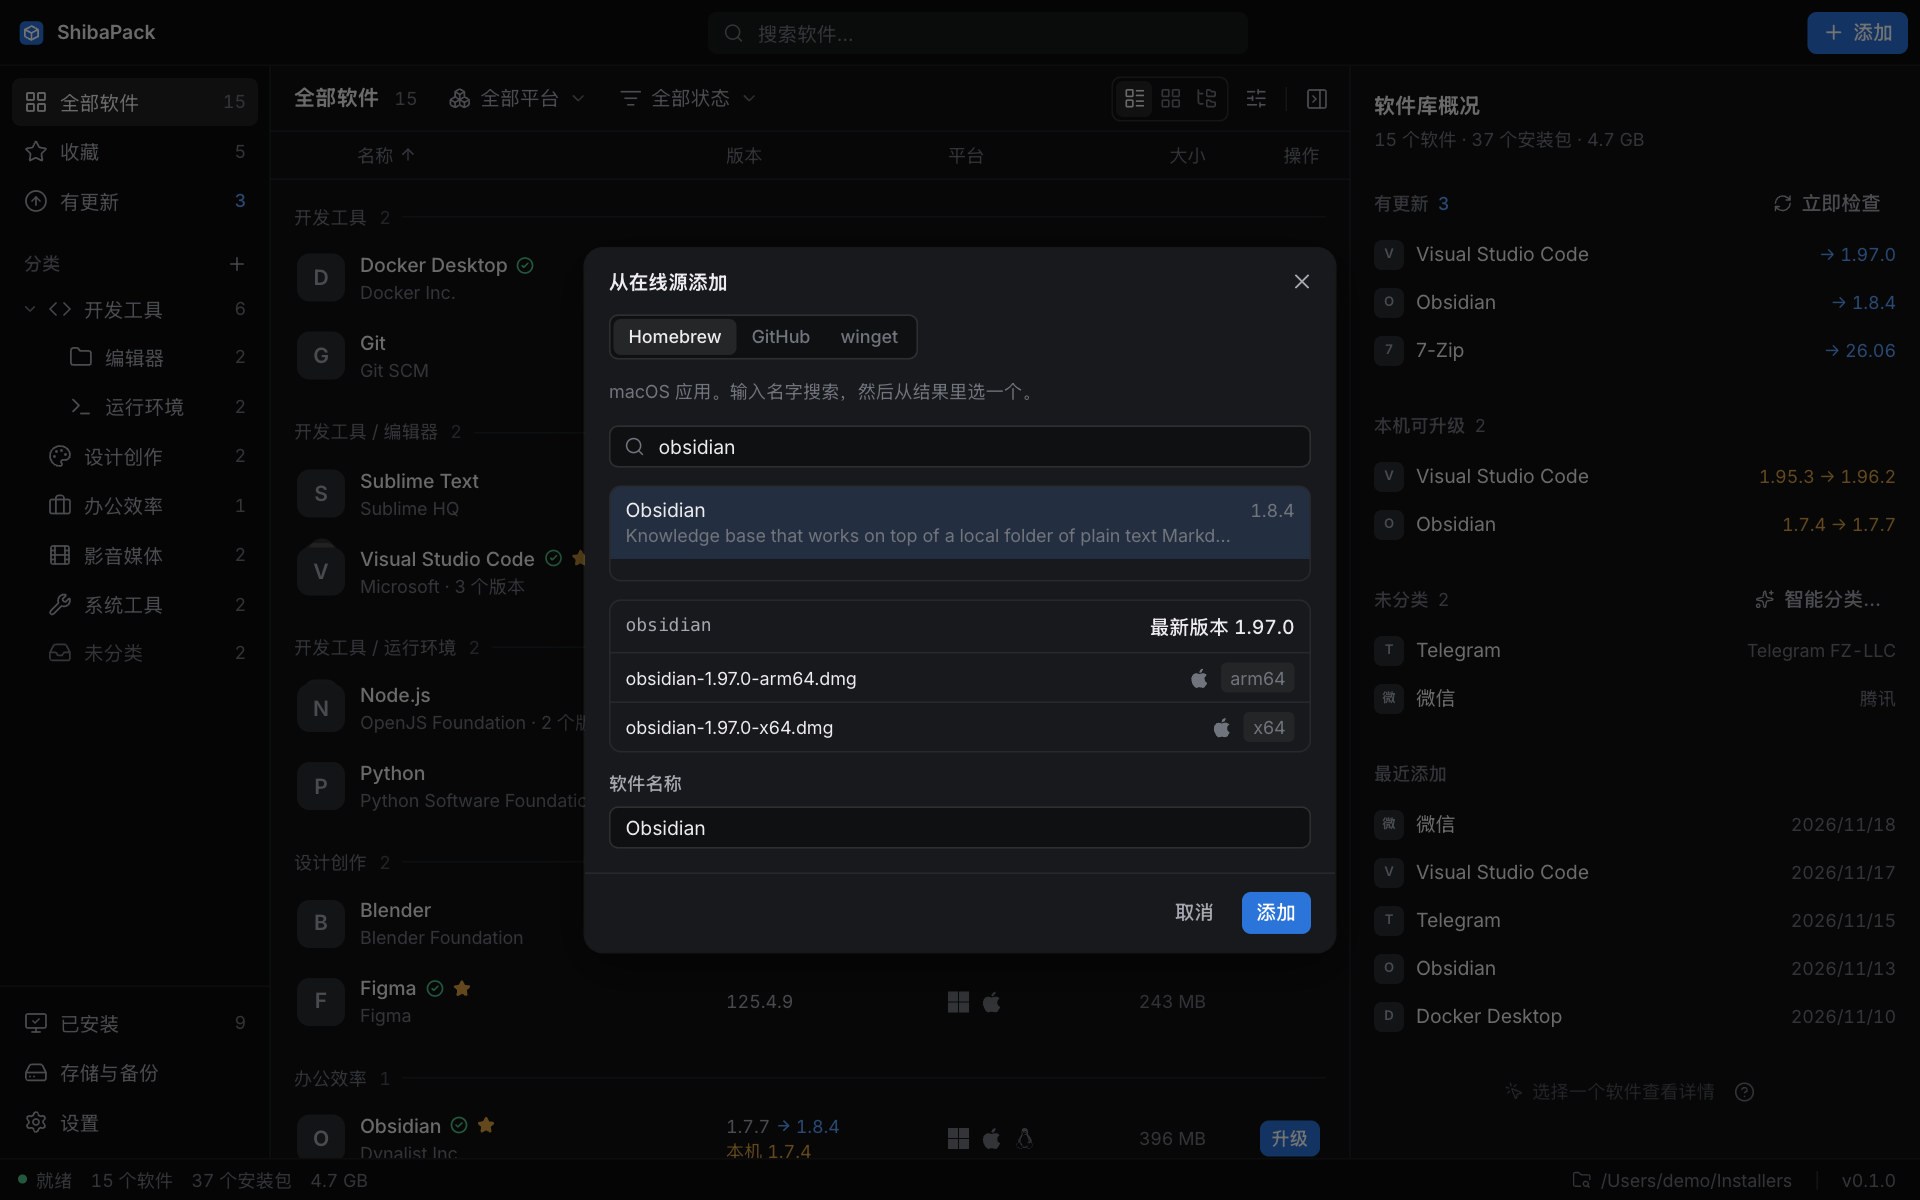 ShibaPack
搜索软件...
添加
全部软件 15
收藏 5
有更新 3
分类
开发工具 6
编辑器 2
运行环境 2
设计创作 2
办公效率 1
影音媒体 2
系统工具 2
未分类 2
已安装 9
存储与备份
设置
全部软件 15 全部平台 全部状态
名称 版本 平台 大小 操作
开发工具 2
D Docker Desktop
Docker Inc.
G Git
Git SCM
开发工具 / 编辑器 2
S Sublime Text
Sublime HQ
V Visual Studio Code
Microsoft · 3 个版本
开发工具 / 运行环境 2
N Node.js
OpenJS Foundation · 2 个
P Python
Python Software
设计创作 2
B Blender
Blender Foundation
F Figma 125.4.9 243 MB
Figma
办公效率 1
O Obsidian 1.7.7 → 1.8.4 396 MB 升级
Dynalist Inc. 本机 1.7.4
从在线源添加
Homebrew GitHub winget
macOS 应用。输入名字搜索，然后从结果里选一个。
obsidian
Obsidian 1.8.4
Knowledge base that works on top of a local folder of plain text Markd...
obsidian 最新版本 1.97.0
obsidian-1.97.0-arm64.dmg arm64
obsidian-1.97.0-x64.dmg x64
软件名称
Obsidian
取消 添加
软件库概况
15 个软件 · 37 个安装包 · 4.7 GB
有更新 3 立即检查
V Visual Studio Code → 1.97.0
O Obsidian → 1.8.4
7 7-Zip → 26.06
本机可升级 2
V Visual Studio Code 1.95.3 → 1.96.2
O Obsidian 1.7.4 → 1.7.7
未分类 2 智能分类...
T Telegram Telegram FZ-LLC
微 微信 腾讯
最近添加
微 微信 2026/11/18
V Visual Studio Code 2026/11/17
T Telegram 2026/11/15
O Obsidian 2026/11/13
D Docker Desktop 2026/11/10
选择一个软件查看详情
就绪 15 个软件 37 个安装包 4.7 GB
/Users/demo/Installers v0.1.0